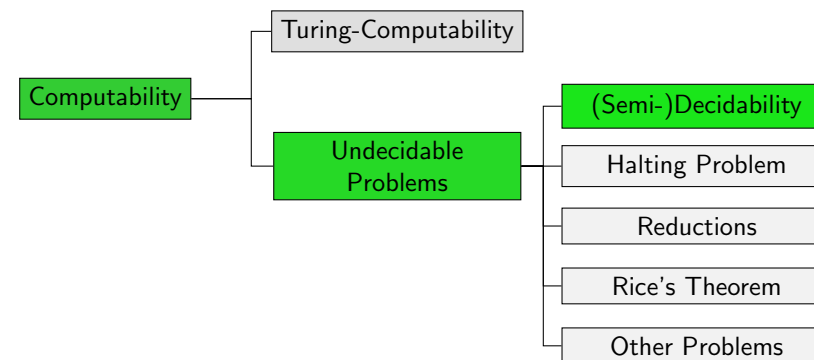 Turing-Computability
Computability
Undecidable
Problems
(Semi-)Decidability
Halting Problem
Reductions
Rice's Theorem
Other Problems